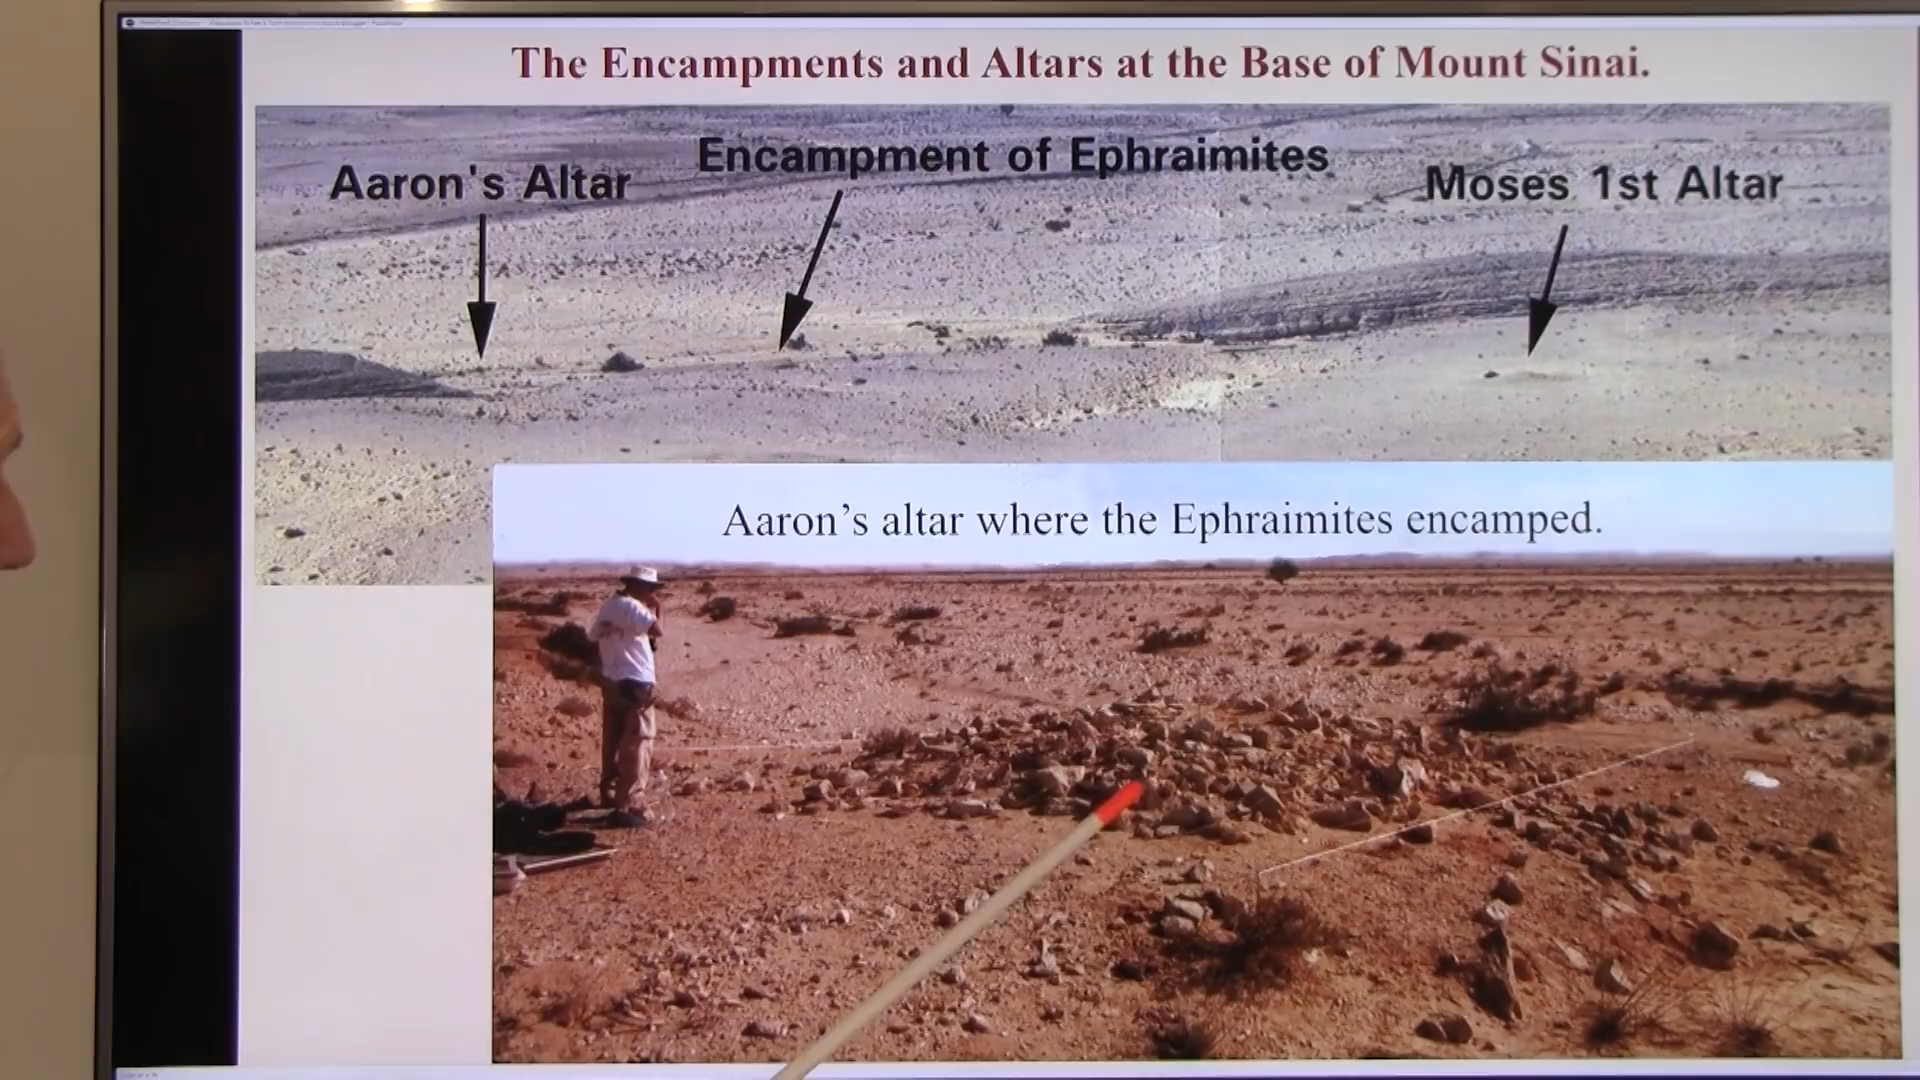 The Encampments and Altars at the Base of Mount Sinai.
Aaron's Altar
Encampment of Ephraimites
Moses 1st Altar
Aaron’s altar where the Ephraimites encamped.